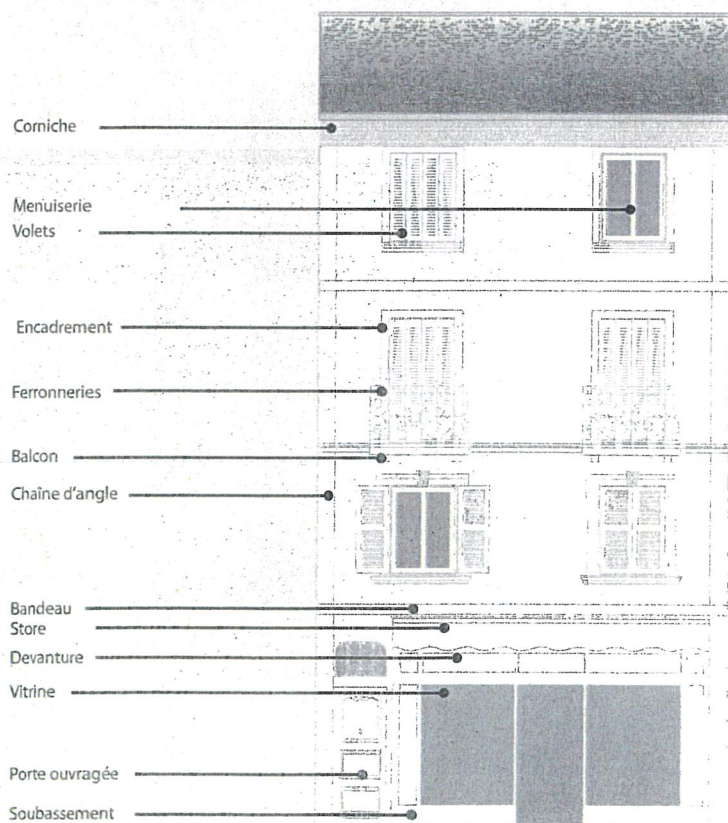 Corniche
Menuiserie
Volets
Encadrement
Ferronneries
Balcon
Chaîne d'angle
Bandeau
Store
Devanture
Vitrine
Porte ouvragée
Soubassement